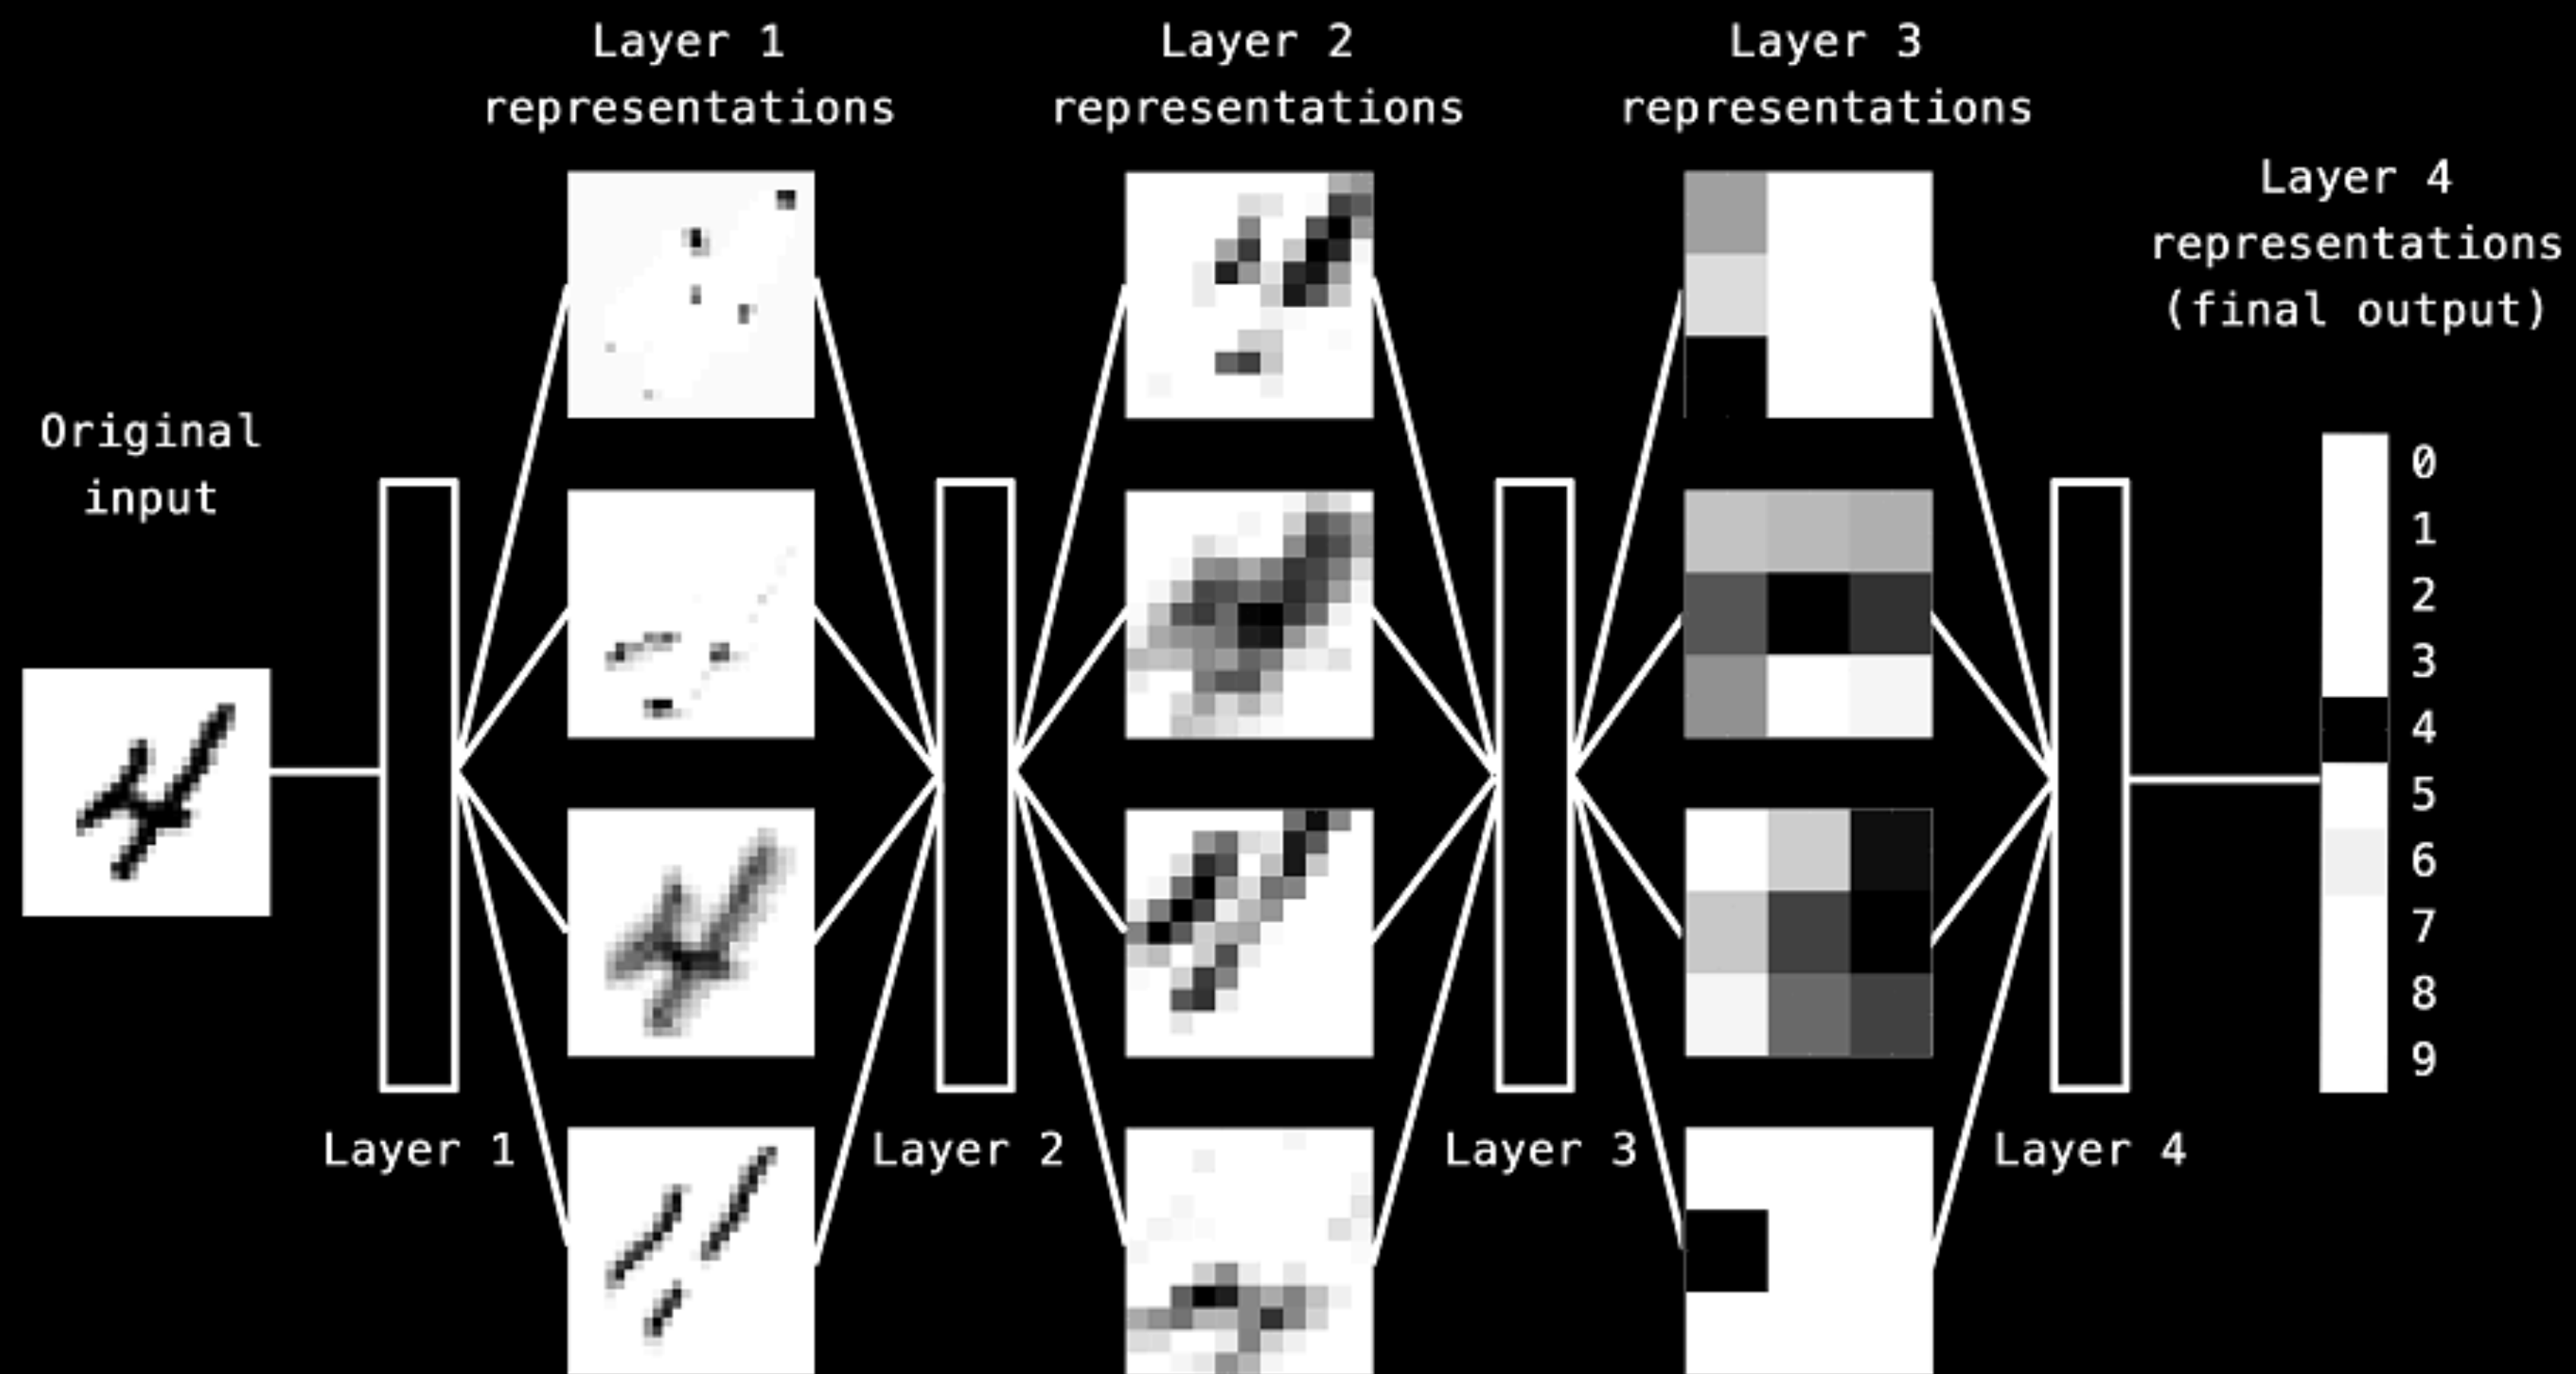 Layer 1
representations
Layer 2
representations
Layer 3
representations
Layer 4
representations
(final output)
Original
input
0
1
2
3
4
5
6
7
8
9
Layer 1
Layer 2
Layer 3
Layer 4